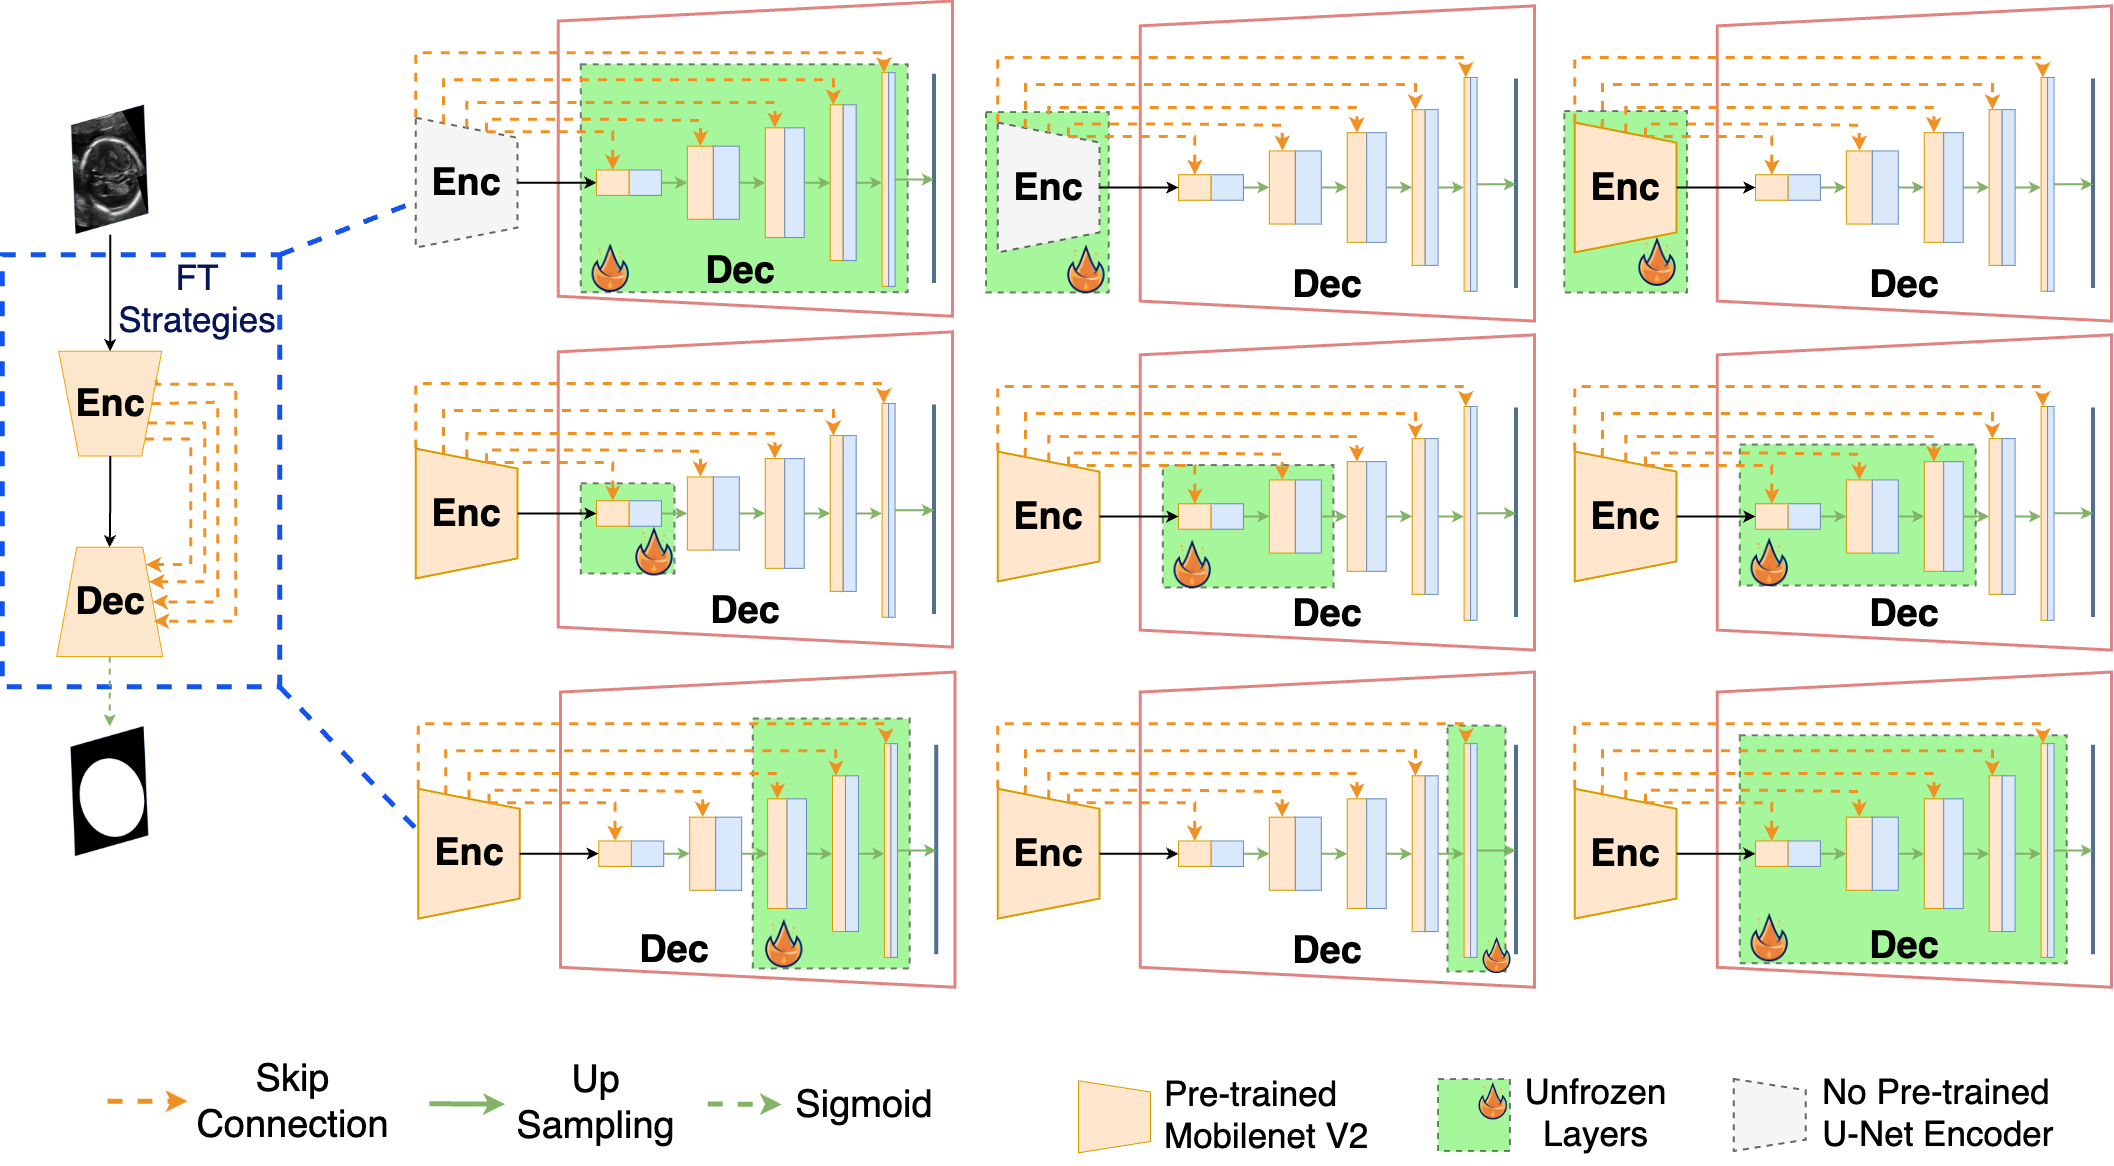 FT
Strategies
Enc
Dec
Enc
Dec
Enc
Dec
Enc
Dec
Enc
Dec
Enc
Dec
Enc
Dec
Enc
Dec
Enc
Dec
Enc
Dec
Skip
Connection
Up
Sampling
Sigmoid
Pre-trained
Mobilenet V2
Unfrozen
Layers
No Pre-trained
U-Net Encoder